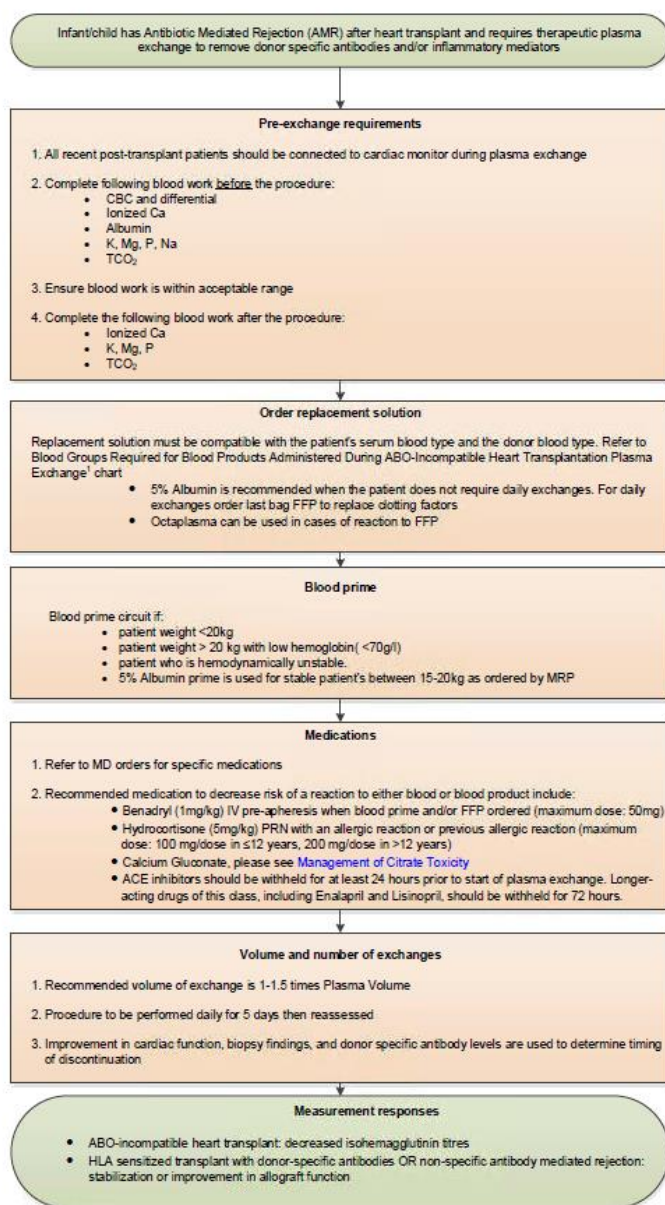 Infant/child has Antibiotic Mediated Rejection (AMR) after heart transplant and requires therapeutic plasma
exchange to remove donor specific antibodies and/or inflammatory mediators
Pre-exchange requirements
1. All recent post-transplant patients should be connected to cardiac monitor during plasma exchange
2. Complete following blood work before the procedure:
• CBC and differential
• Ionized Ca
• Albumin
• K, Mg, P, Na
• TCO₂
3. Ensure blood work is within acceptable range
4. Complete the following blood work after the procedure:
• Ionized Ca
• K, Mg, P
• TCO₂
Order replacement solution
Replacement solution must be compatible with the patient's serum blood type and the donor blood type. Refer to
Blood Groups Required for Blood Products Administered During ABO-Incompatible Heart Transplantation Plasma
Exchange¹ chart
• 5% Albumin is recommended when the patient does not require daily exchanges. For daily
exchanges order last bag FFP to replace clotting factors
• Octaplasma can be used in cases of reaction to FFP
Blood prime
Blood prime circuit if:
• patient weight <20kg
• patient weight > 20 kg with low hemoglobin( <70g/l)
• patient who is hemodynamically unstable.
• 5% Albumin prime is used for stable patient's between 15-20kg as ordered by MRP
Medications
1. Refer to MD orders for specific medications
2. Recommended medication to decrease risk of a reaction to either blood or blood product include:
• Benadryl (1mg/kg) IV pre-apheresis when blood prime and/or FFP ordered (maximum dose: 50mg)
• Hydrocortisone (5mg/kg) PRN with an allergic reaction or previous allergic reaction (maximum
dose: 100 mg/dose in ≤12 years, 200 mg/dose in >12 years)
• Calcium Gluconate, please see Management of Citrate Toxicity
• ACE inhibitors should be withheld for at least 24 hours prior to start of plasma exchange. Longer-
acting drugs of this class, including Enalapril and Lisinopril, should be withheld for 72 hours.
Volume and number of exchanges
1. Recommended volume of exchange is 1-1.5 times Plasma Volume
2. Procedure to be performed daily for 5 days then reassessed
3. Improvement in cardiac function, biopsy findings, and donor specific antibody levels are used to determine timing
of discontinuation
Measurement responses
• ABO-incompatible heart transplant: decreased isohemagglutinin titres
• HLA sensitized transplant with donor-specific antibodies OR non-specific antibody mediated rejection:
stabilization or improvement in allograft function